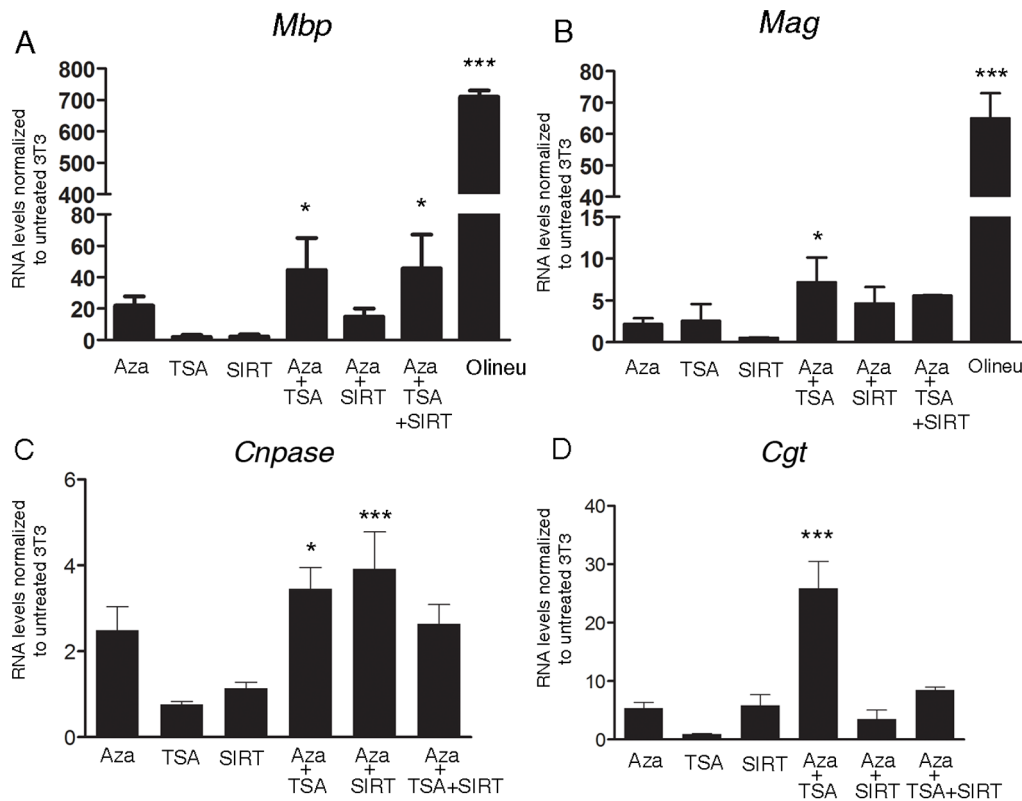 A
Mbp
***
800
700
600
500
400
80
60
40
20
0
*
*
RNA levels normalized
to untreated 3T3
Aza
TSA
SIRT
Aza
+
TSA
Aza
+
SIRT
Aza
+
TSA
+SIRT
Olineu
B
Mag
***
80
70
60
50
40
15
10
5
0
*
RNA levels normalized
to untreated 3T3
Aza
TSA
SIRT
Aza
+
TSA
Aza
+
SIRT
Aza
+
TSA
+SIRT
Olineu
C
Cnpase
6
4
2
0
*
***
RNA levels normalized
to untreated 3T3
Aza
TSA
SIRT
Aza
+
TSA
Aza
+
SIRT
Aza
+
TSA+SIRT
D
Cgt
40
30
20
10
0
***
RNA levels normalized
to untreated 3T3
Aza
TSA
SIRT
Aza
+
TSA
Aza
+
SIRT
Aza
+
TSA+SIRT